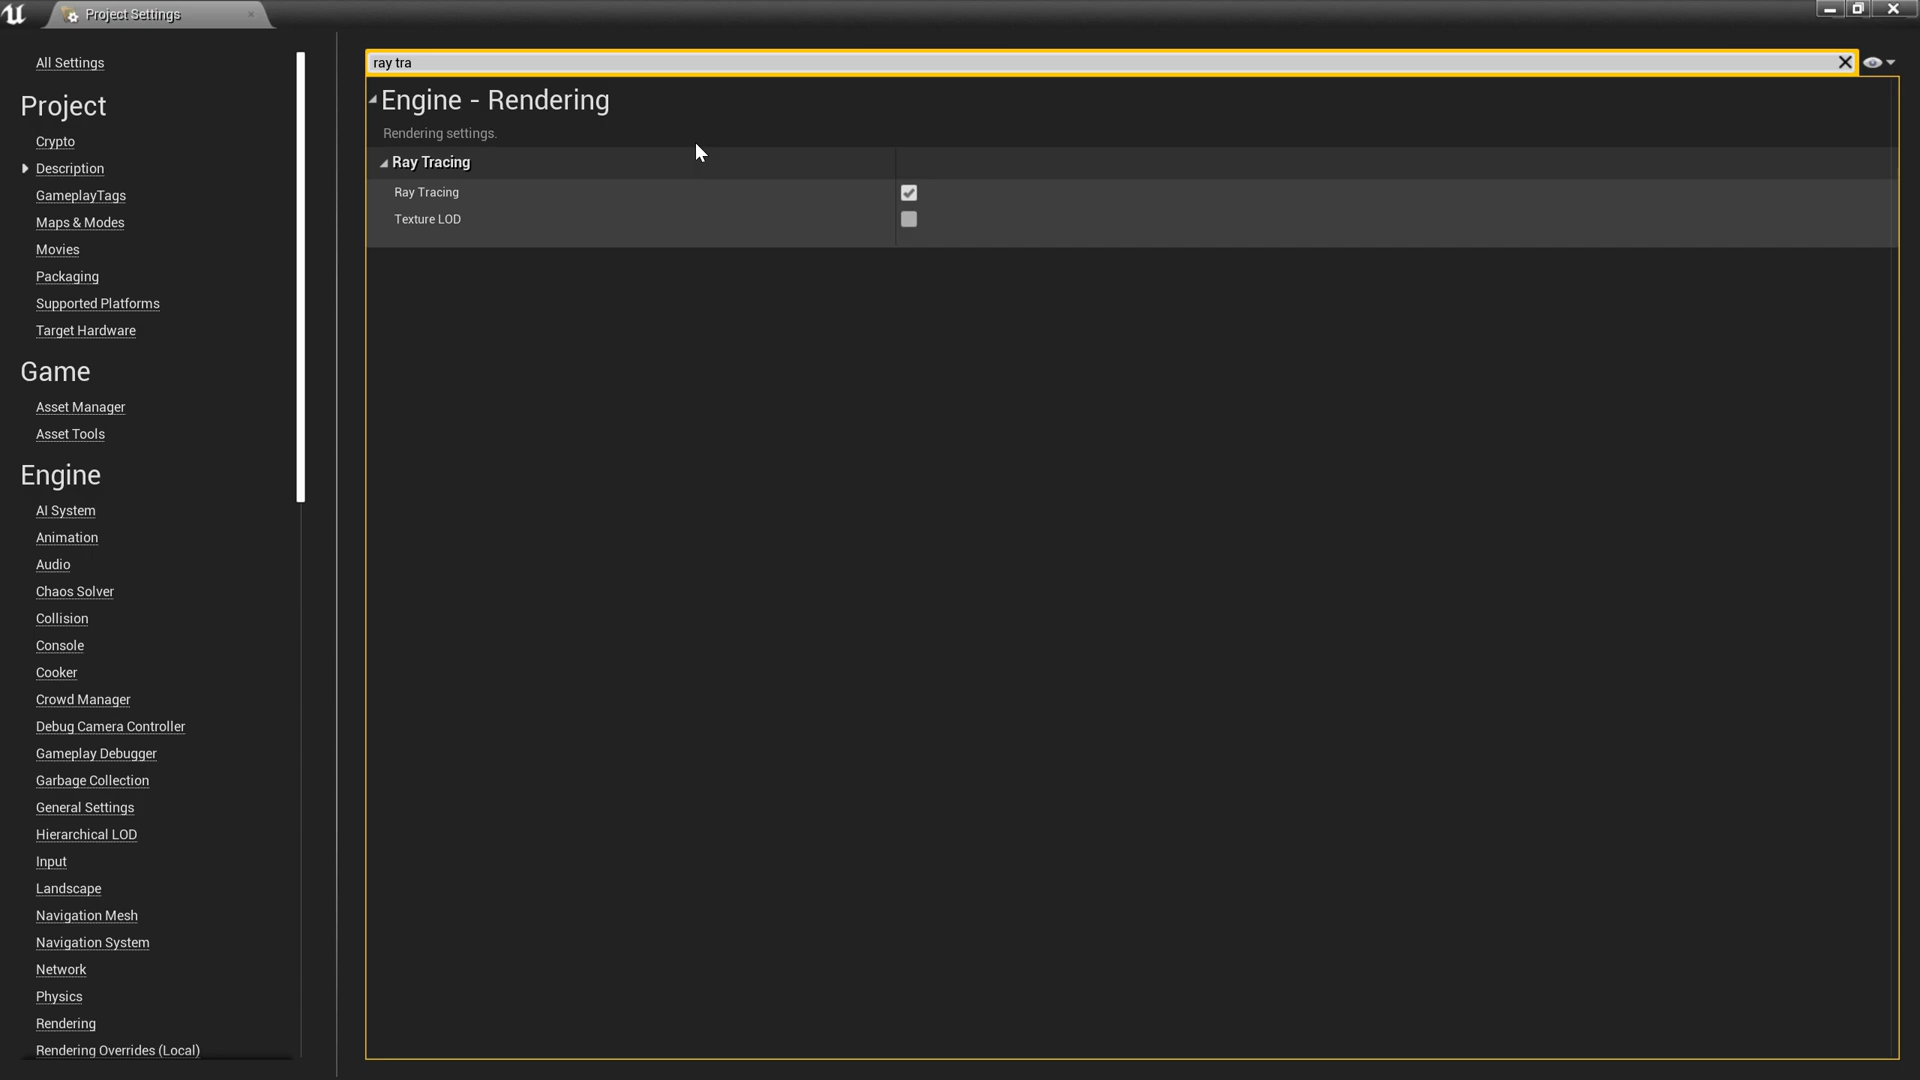 Project Settings
All Settings
Project
Crypto
Description
GameplayTags
Maps & Modes
Movies
Packaging
Supported Platforms
Target Hardware
Game
Asset Manager
Asset Tools
Engine
AI System
Animation
Audio
Chaos Solver
Collision
Console
Cooker
Crowd Manager
Debug Camera Controller
Gameplay Debugger
Garbage Collection
General Settings
Hierarchical LOD
Input
Landscape
Navigation Mesh
Navigation System
Network
Physics
Rendering
Rendering Overrides (Local)
ray tra
Engine - Rendering
Rendering settings.
Ray Tracing
Ray Tracing
Texture LOD